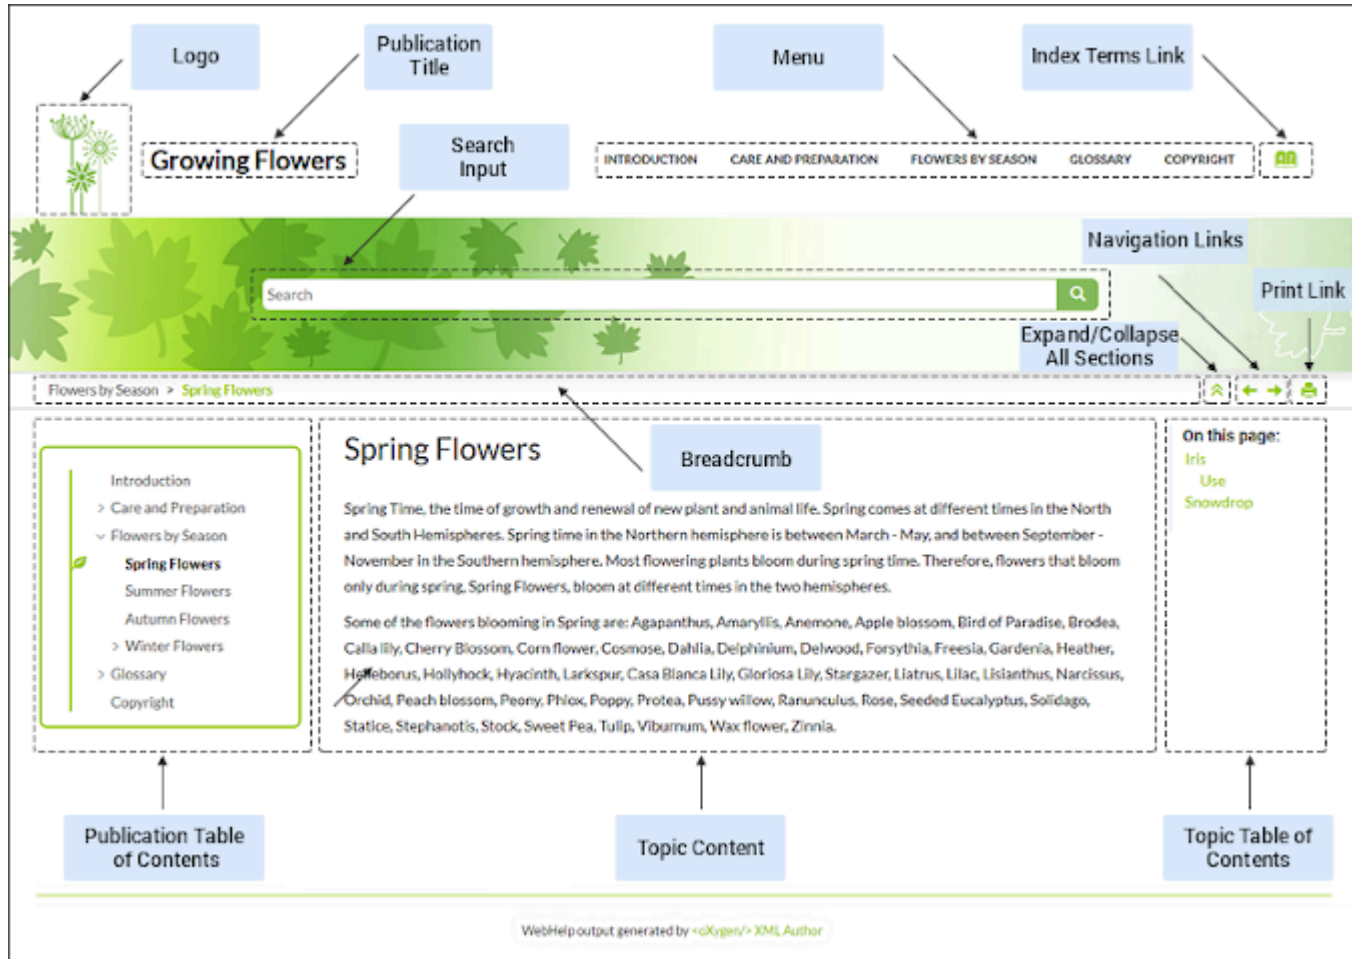 Logo
Publication
Title
Menu
Index Terms Link
Search
Input
Growing Flowers
INTRODUCTION CARE AND PREPARATION FLOWERS BY SEASON GLOSSARY COPYRIGHT
Navigation Links
Search
Print Link
Expand/Collapse
All Sections
Flowers by Season > Spring Flowers
Spring Flowers
Breadcrumb
On this page:
Iris
Use
Snowdrop
Introduction
> Care and Preparation
Flowers by Season
Spring Flowers
Summer Flowers
Autumn Flowers
> Winter Flowers
> Glossary
Copyright
Spring Time, the time of growth and renewal of new plant and animal life. Spring comes at different times in the North
and South Hemispheres. Spring time in the Northern hemisphere is between March - May, and between September -
November in the Southern hemisphere. Most flowering plants bloom during spring time. Therefore, flowers that bloom
only during spring, Spring Flowers, bloom at different times in the two hemispheres.
Some of the flowers blooming in Spring are: Agapanthus, Amaryllis, Anemone, Apple blossom, Bird of Paradise, Brodea,
Calla lily, Cherry Blossom, Corn flower, Cosmose, Dahlia, Delphinium, Delwood, Forsythia, Freesia, Gardenia, Heather,
Helleborus, Hollyhock, Hyacinth, Larkspur, Casa Blanca Lily, Gloriosa Lily, Stargazer, Liatrus, Lilac, Lisianthus, Narcissus,
Orchid, Peach blossom, Peony, Phlox, Poppy, Protea, Pussy willow, Ranunculus, Rose, Seeded Eucalyptus, Solidago,
Statice, Stephanotis, Stock, Sweet Pea, Tulip, Viburnum, Wax flower, Zinnia.
Publication Table
of Contents
Topic Content
Topic Table of
Contents
WebHelp output generated by <oXygen/> XML Author